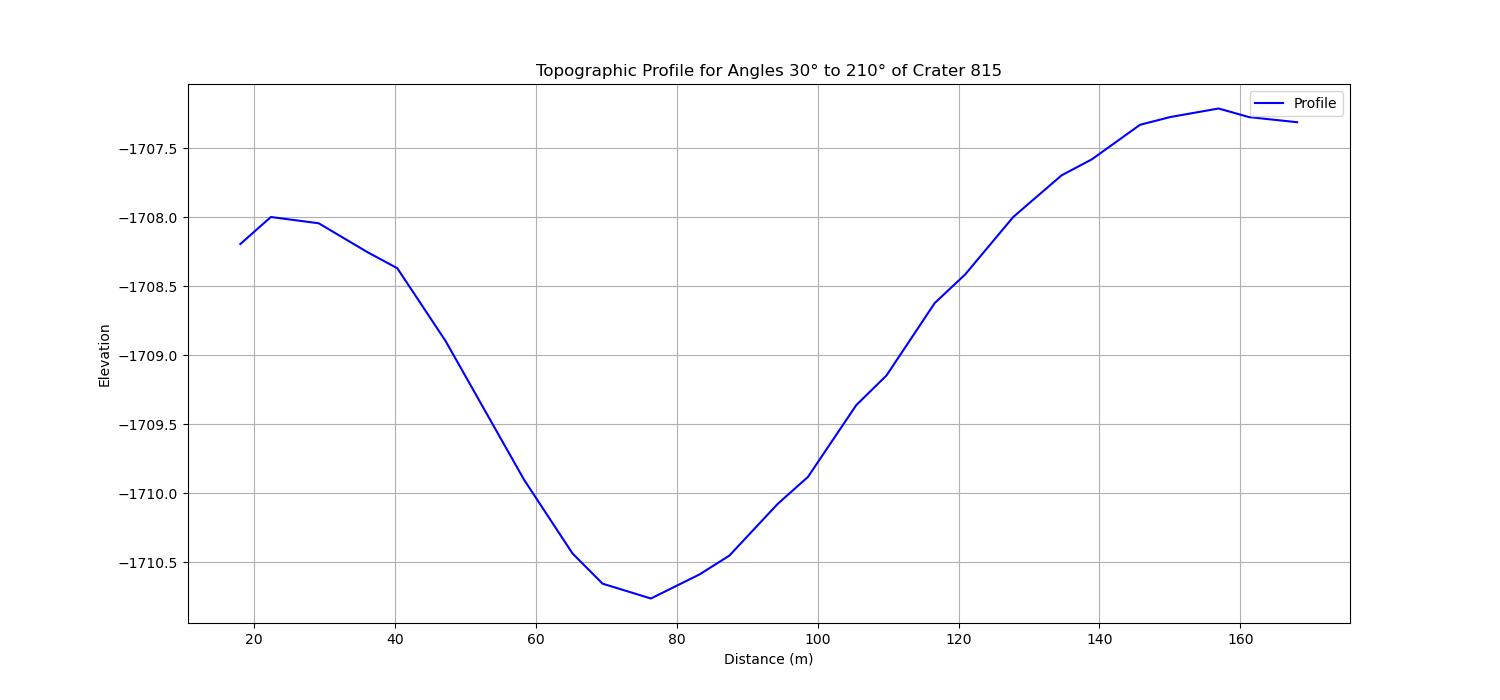 Topographic Profile for Angles 30° to 210° of Crater 815
Profile
−1707.5
−1708.0
−1708.5
−1709.0
−1709.5
−1710.0
−1710.5
Elevation
20 40 60 80 100 120 140 160
Distance (m)